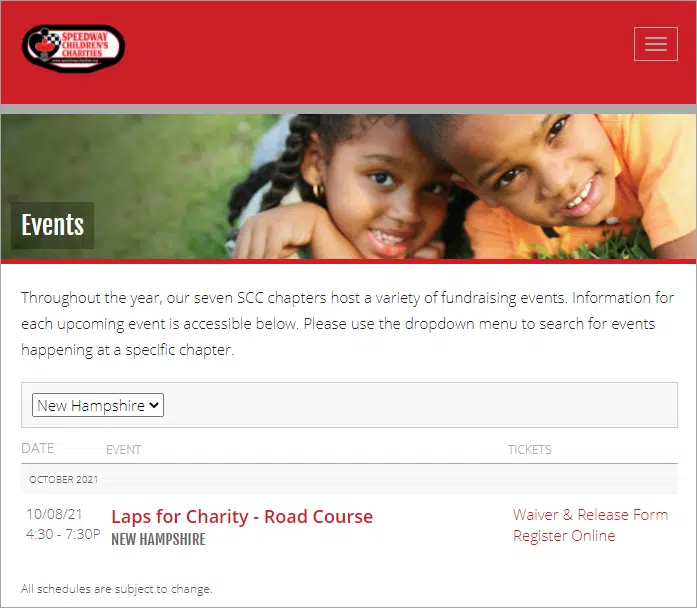 SPEEDWAY
CHILDREN'S
CHARITIES
www.speedwaycharities.org
Events
Throughout the year, our seven SCC chapters host a variety of fundraising events. Information for
each upcoming event is accessible below. Please use the dropdown menu to search for events
happening at a specific chapter.
New Hampshire
DATE EVENT TICKETS
OCTOBER 2021
10/08/21 Laps for Charity - Road Course Waiver & Release Form
4:30 - 7:30P NEW HAMPSHIRE Register Online
All schedules are subject to change.